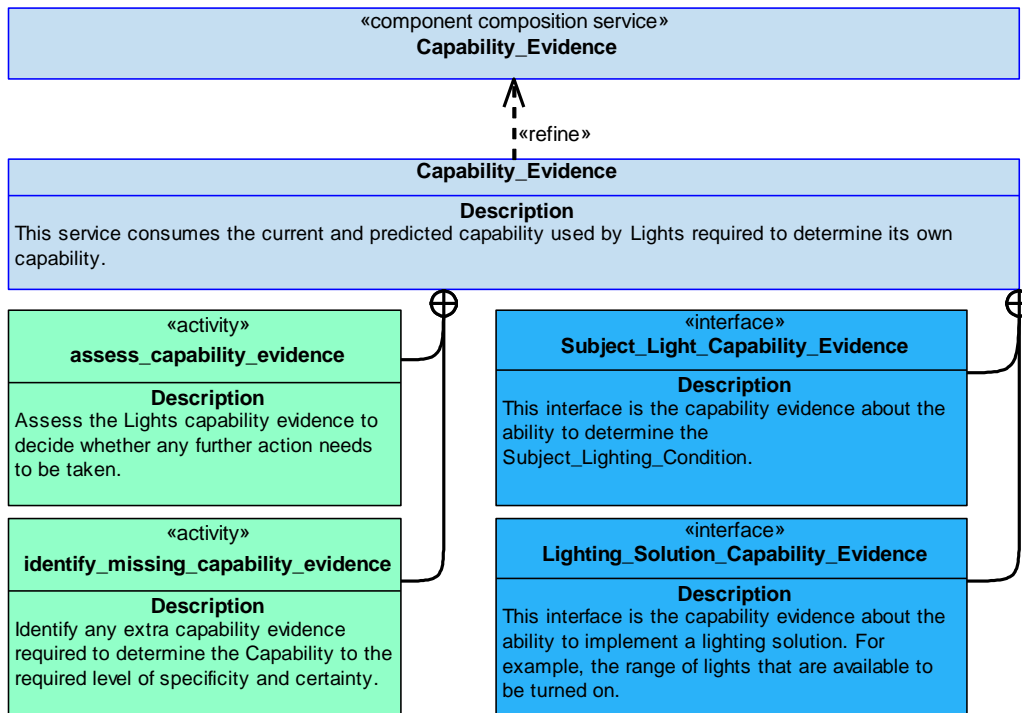 «component composition service»
Capability_Evidence
«refine»
Capability_Evidence
Description
This service consumes the current and predicted capability used by Lights required to determine its own
capability.
«activity»
assess_capability_evidence
Description
Assess the Lights capability evidence to
decide whether any further action needs
to be taken.
«interface»
Subject_Light_Capability_Evidence
Description
This interface is the capability evidence about the
ability to determine the
Subject_Lighting_Condition.
«activity»
identify_missing_capability_evidence
Description
Identify any extra capability evidence
required to determine the Capability to the
required level of specificity and certainty.
«interface»
Lighting_Solution_Capability_Evidence
Description
This interface is the capability evidence about the
ability to implement a lighting solution. For
example, the range of lights that are available to
be turned on.